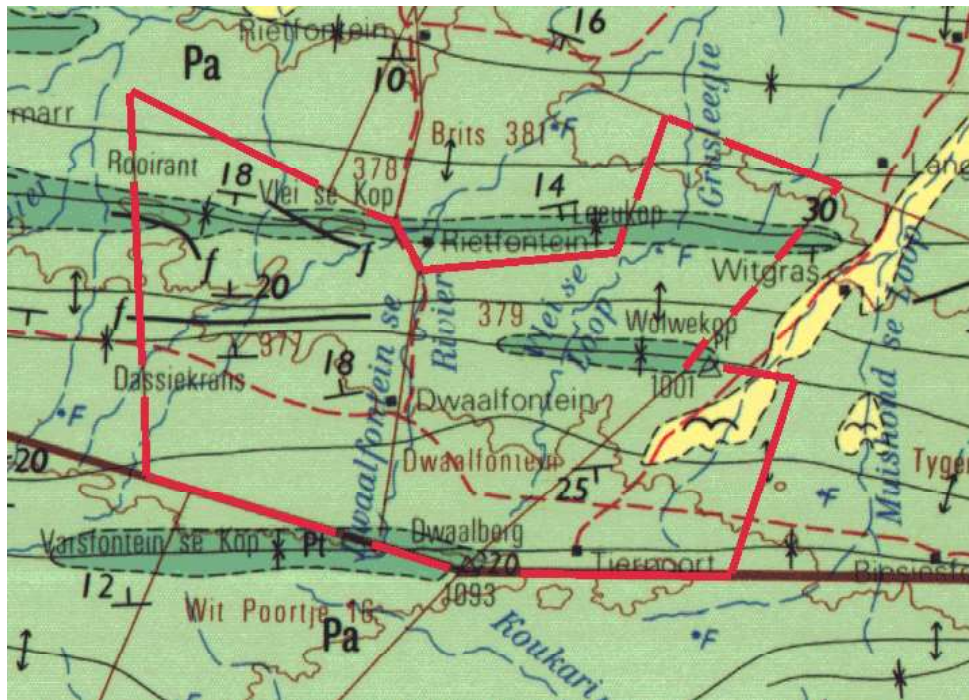 Rietfontein
16
Pa
10
marr
Brits 381
F
Grasleegte
Rooirant
18
378
14
Lange
Vlei se Kop
Leeukop
30
Rietfontein
f
f
20
Witgras
Dwaalfontein se Rivier
379
Vlei se Loop
f
Wolwekop
377
Pt
18
Dassiekrans
1001
Muishond se Loop
F
Dwaalfontein
20
Dwaalfontein
25
Tyger
F
Varsfontein se Kop
Pt
Dwaalberg
2020
Tierpoort
1093
12
Wit Poortje 16
Pa
F
Koukari